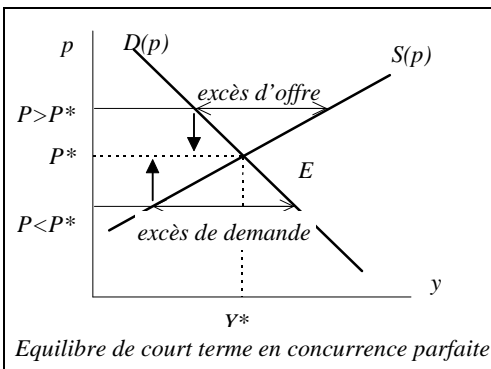 p D(p)
S(p)
excès d'offre
P>P*
P*
E
P<P*
excès de demande
y
Y*
Equilibre de court terme en concurrence parfaite